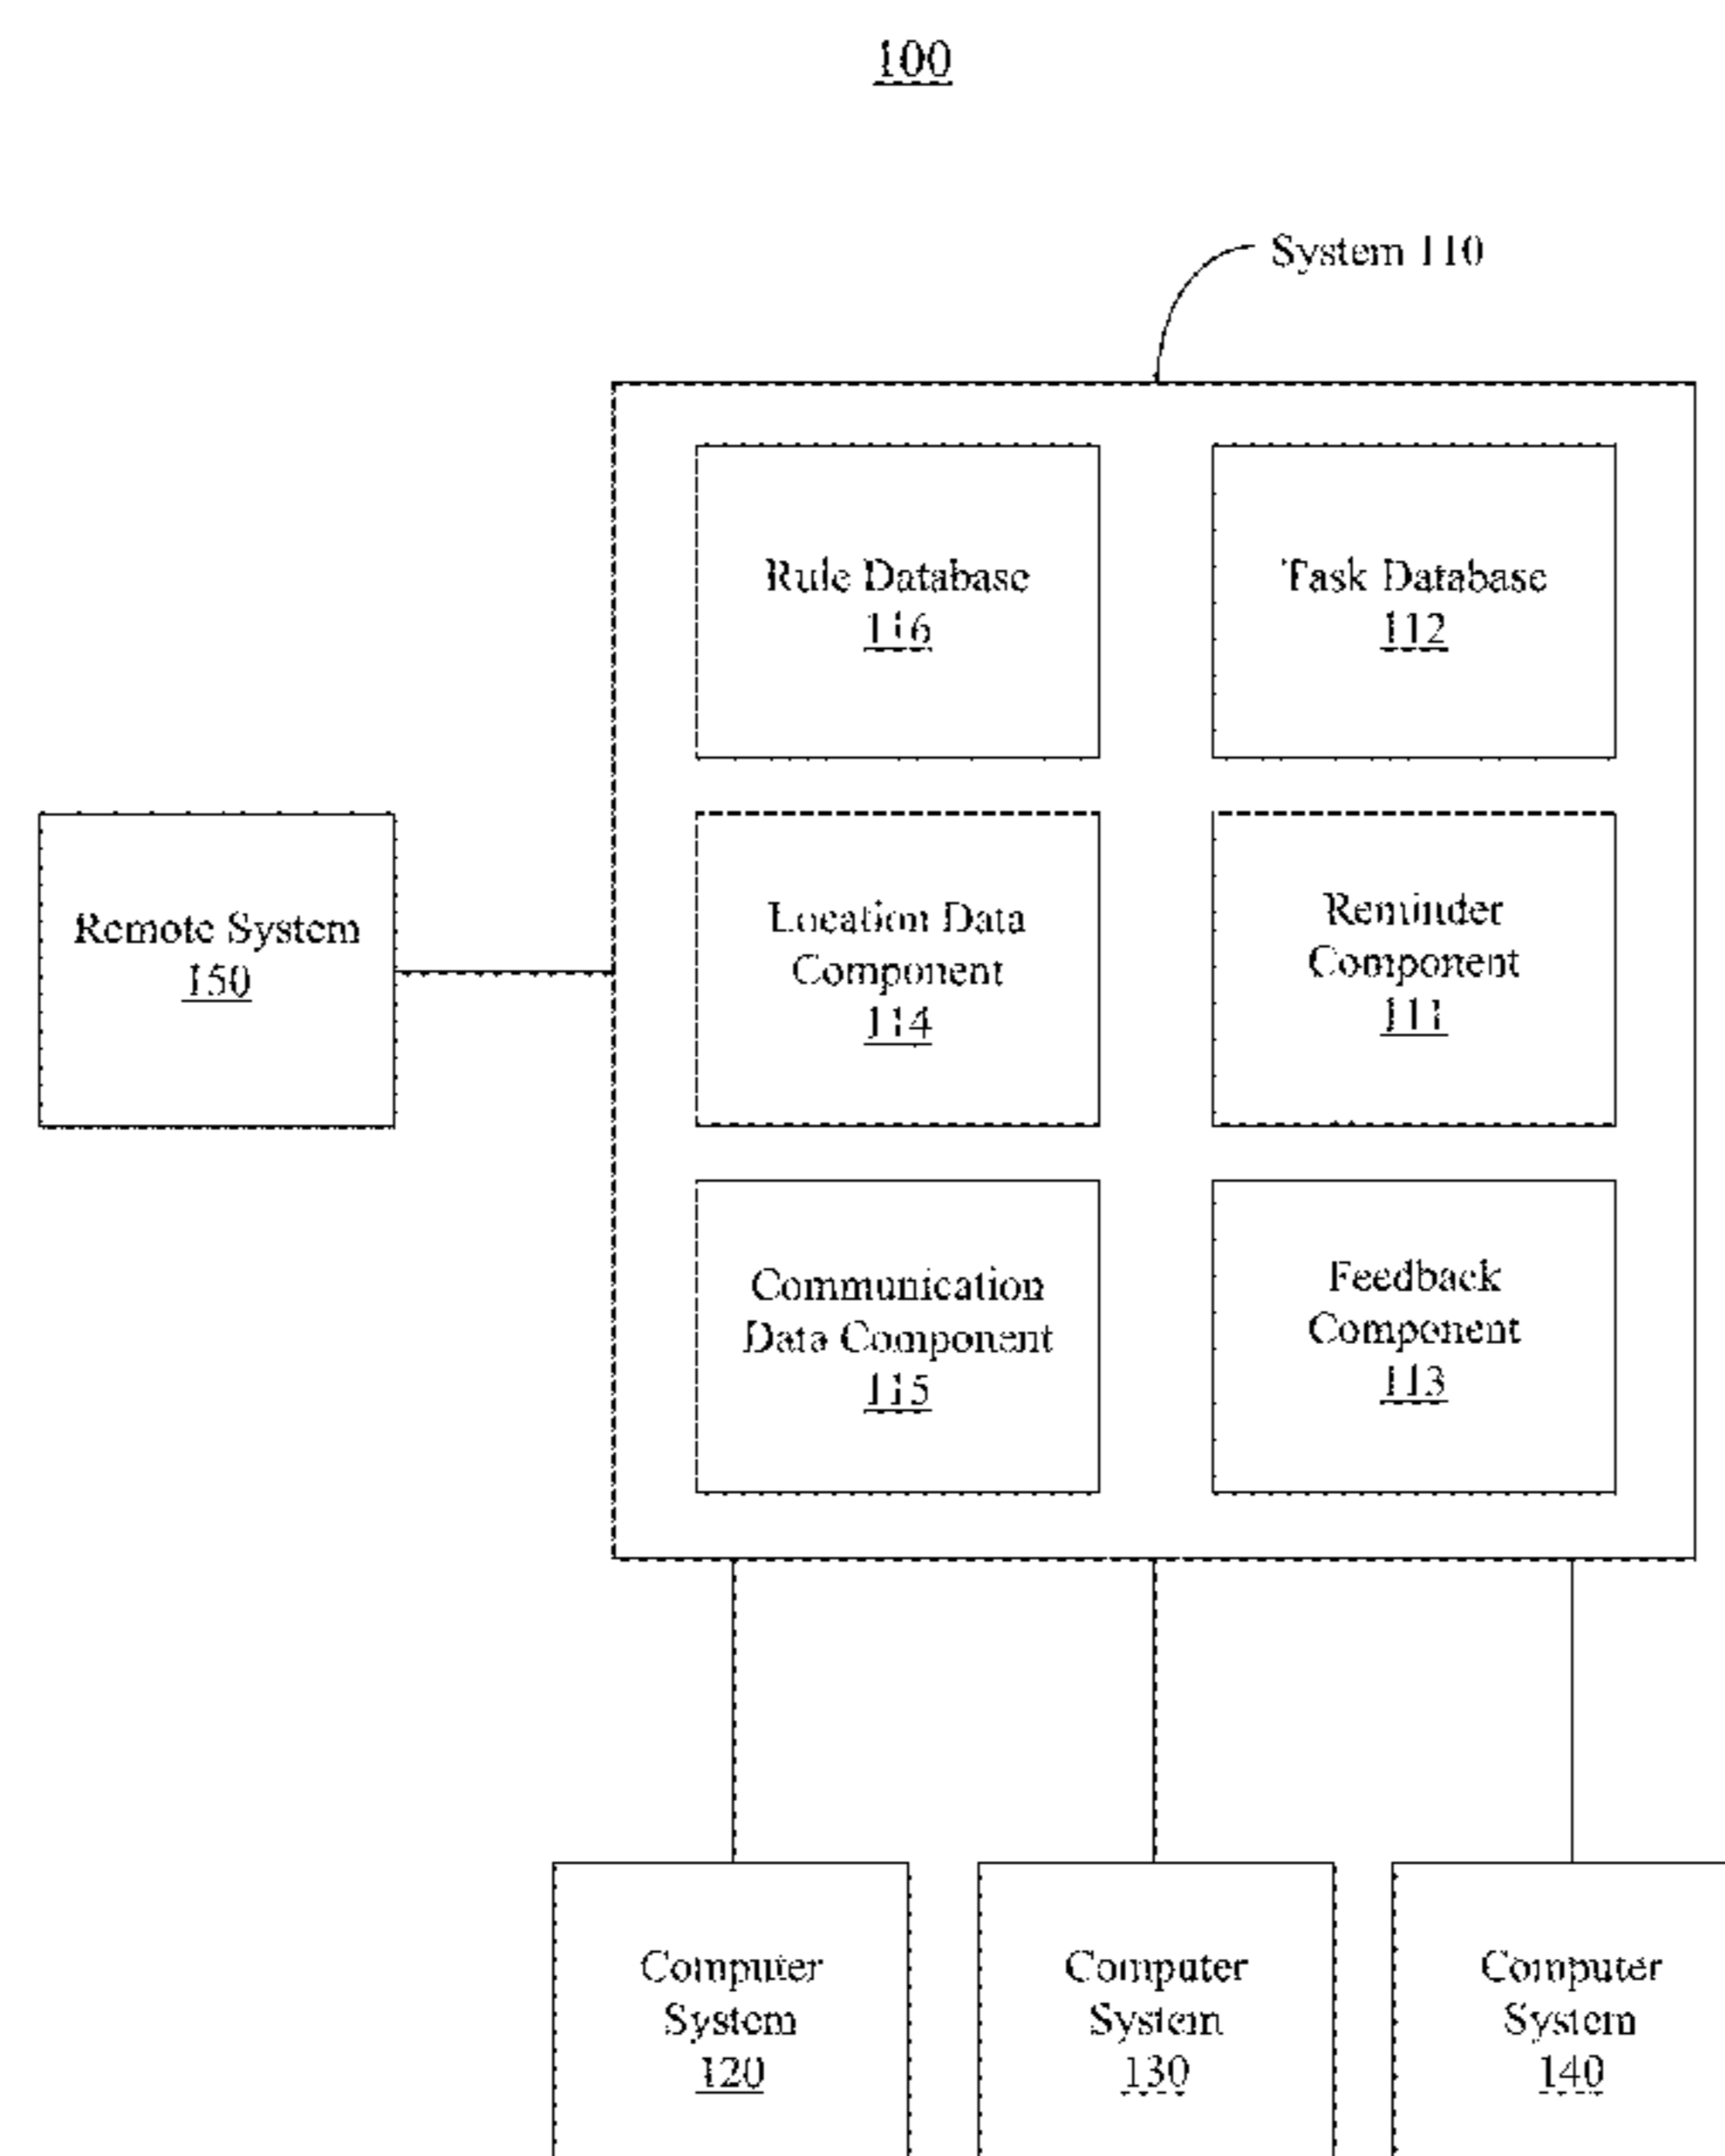 100
System 110
Rule Database
116
Task Database
112
Remote System
150
Location Data
Component
114
Reminder
Component
111
Communication
Data Component
115
Feedback
Component
113
Computer
System
120
Computer
System
130
Computer
System
140